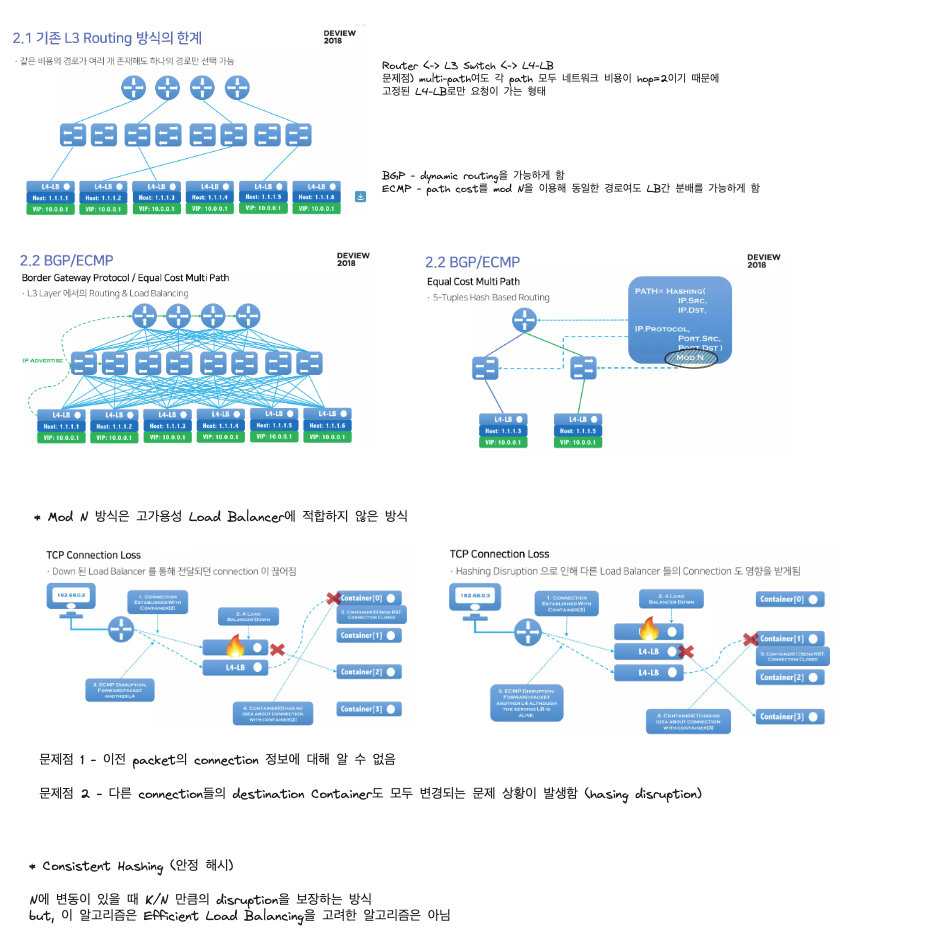 2.1 기존 L3 Routing 방식의 한계
DEVIEW
2018
· 같은 비용의 경로가 여러 개 존재해도 하나의 경로만 선택 가능
L4-LB L4-LB L4-LB L4-LB L4-LB L4-LB
Host: 1.1.1.1 Host: 1.1.1.2 Host: 1.1.1.3 Host: 1.1.1.4 Host: 1.1.1.5 Host: 1.1.1.6
VIP: 10.0.0.1 VIP: 10.0.0.1 VIP: 10.0.0.1 VIP: 10.0.0.1 VIP: 10.0.0.1 VIP: 10.0.0.1
Router <-> L3 Switch <-> L4-LB
문제점) multi-path여도 각 path 모두 네트워크 비용이 hop=2이기 때문에
고정된 L4-LB로만 요청이 가는 형태
BGP - dynamic routing을 가능하게 함
ECMP - path cost를 mod N을 이용해 동일한 경로여도 LB간 분배를 가능하게 함
2.2 BGP/ECMP
DEVIEW
2018
Border Gateway Protocol / Equal Cost Multi Path
· L3 Layer 에서의 Routing & Load Balancing
IP ADVERTISE
L4-LB L4-LB L4-LB L4-LB L4-LB L4-LB
Host: 1.1.1.1 Host: 1.1.1.2 Host: 1.1.1.3 Host: 1.1.1.4 Host: 1.1.1.5 Host: 1.1.1.6
VIP: 10.0.0.1 VIP: 10.0.0.1 VIP: 10.0.0.1 VIP: 10.0.0.1 VIP: 10.0.0.1 VIP: 10.0.0.1
2.2 BGP/ECMP
DEVIEW
2018
Equal Cost Multi Path
· 5-Tuples Hash Based Routing
PATH= HASHING(
IP.SRC,
IP.DST,
IP.PROTOCOL,
PORT.SRC,
PORT.DST )
MOD N
L4-LB L4-LB
Host: 1.1.1.3 Host: 1.1.1.5
VIP: 10.0.0.1 VIP: 10.0.0.1
* Mod N 방식은 고가용성 Load Balancer에 적합하지 않은 방식
TCP Connection Loss
· Down 된 Load Balancer 를 통해 전달되던 connection 이 끊어짐
192.68.0.2
1. CONNECTION
ESTABLISHED WITH
CONTAINER[2]
2. A LOAD
BALANCER DOWN
L4-LB
3. ECMP DISRUPTION,
FORWARD PACKET
ANOTHER L4
4. CONTAINER[0] HAS NO
IDEA ABOUT CONNECTION
WITH CONTAINER[2]
Container[0]
5. CONTAINER[0] SEND RST.
CONNECTION CLOSED
Container[1]
Container[2]
Container[3]
TCP Connection Loss
· Hashing Disruption 으로 인해 다른 Load Balancer 들의 Connection 도 영향을 받게됨
192.68.0.3
1. CONNECTION
ESTABLISHED WITH
CONTAINER[3]
2. A LOAD
BALANCER DOWN
L4-LB
L4-LB
3. ECMP DISRUPTION,
FORWARD PACKET
ANOTHER L4 ALTHOUGH
THE SERVING LB IS
ALIVE.
4. CONTAINER[1] HAS NO
IDEA ABOUT CONNECTION
WITH CONTAINER[3]
Container[0]
Container[1]
5. CONTAINER[1] SEND RST.
CONNECTION CLOSED
Container[2]
Container[3]
문제점 1 - 이전 packet의 connection 정보에 대해 알 수 없음
문제점 2 - 다른 connection들의 destination Container도 모두 변경되는 문제 상황이 발생함 (hasing disruption)
* Consistent Hashing (안정 해시)
N에 변동이 있을 때 K/N 만큼의 disruption을 보장하는 방식
but, 이 알고리즘은 Efficient Load Balancing을 고려한 알고리즘은 아님